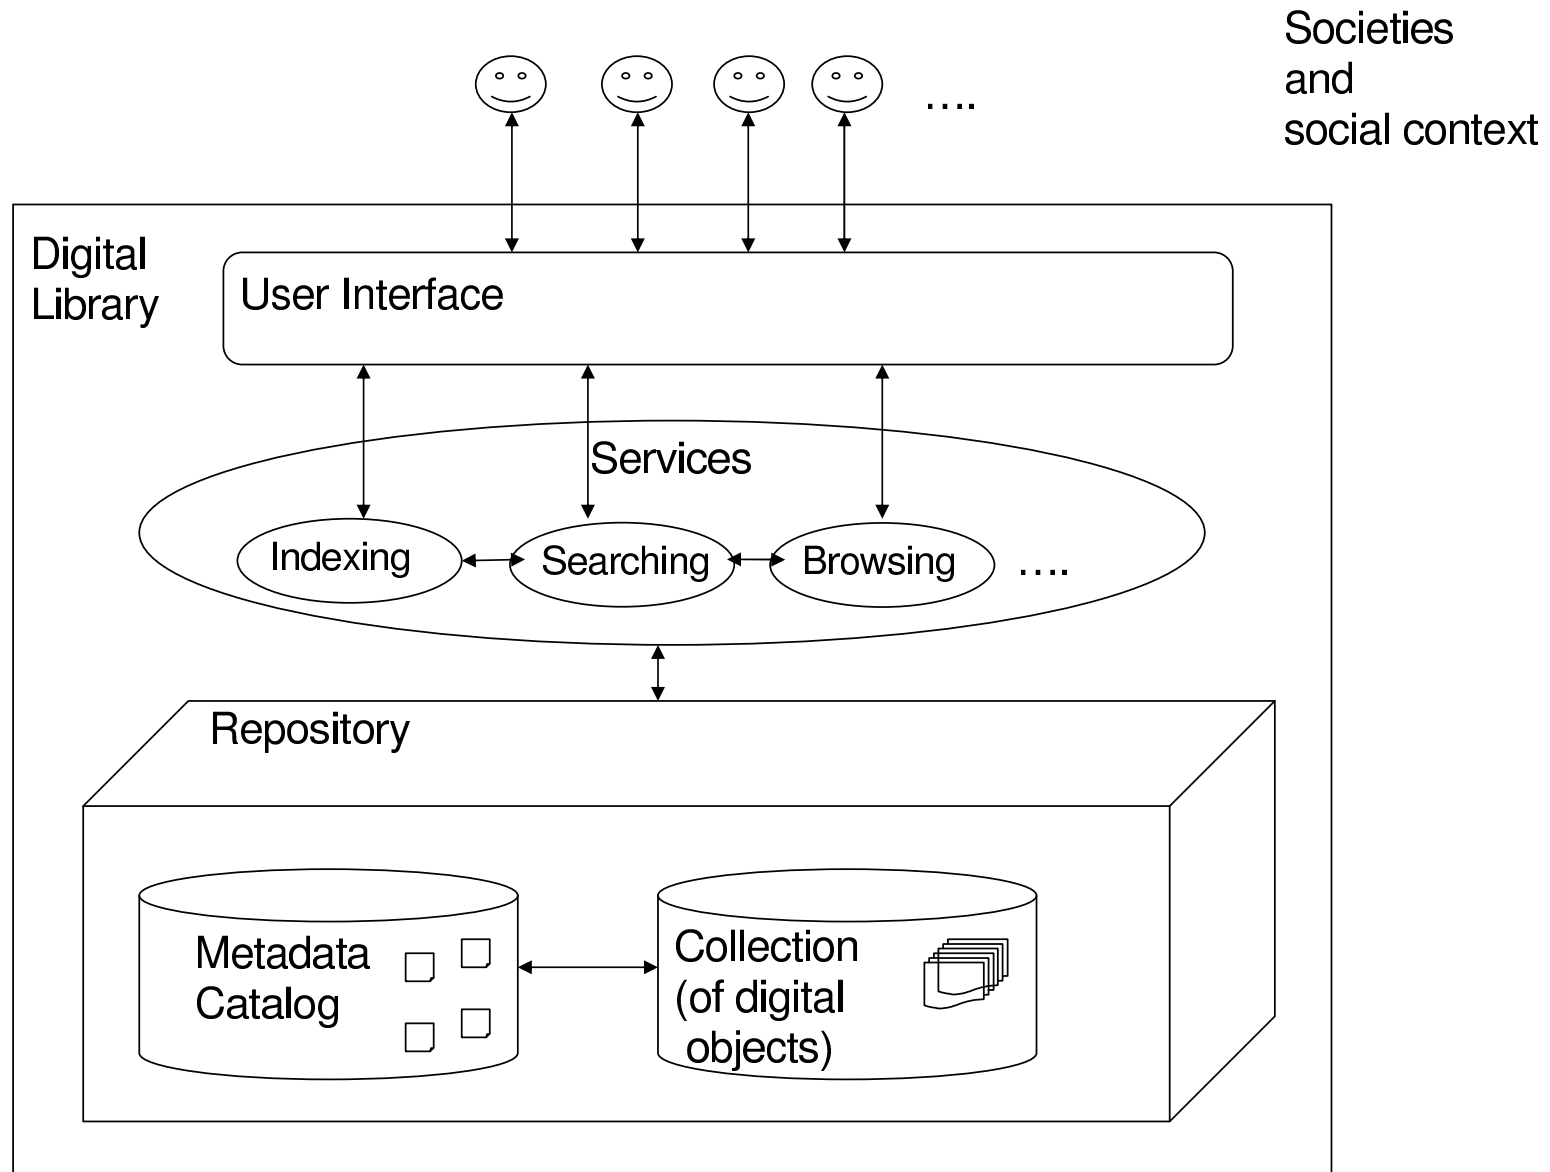 Societies
and
social context
….
Digital
Library
User Interface
Services
Indexing
Searching
Browsing
….
Repository
Metadata
Catalog
Collection
(of digital
objects)